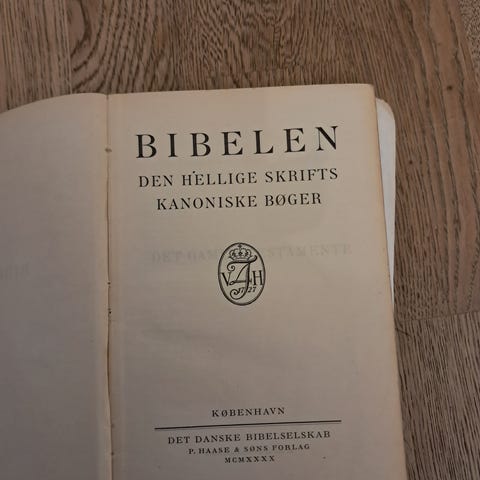 BIBELEN
DEN HELLIGE SKRIFTS
KANONISKE BØGER
KØBENHAVN
DET DANSKE BIBELSELSKAB
P. HAASE & SØNS FORLAG
MCMXXXX